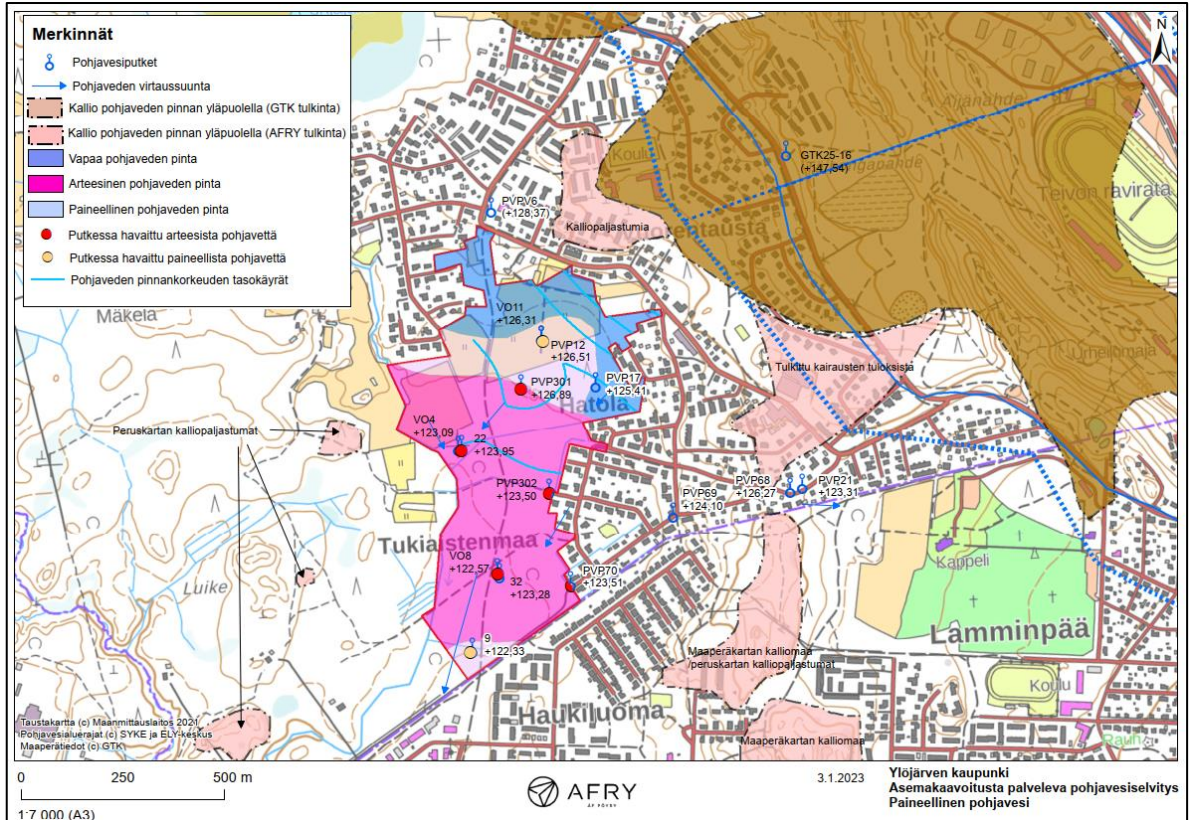 Merkinnät
Pohjavesiputket
Pohjaveden virtaussuunta
Kallio pohjaveden pinnan yläpuolella (GTK tulkinta)
Kallio pohjaveden pinnan yläpuolella (AFRY tulkinta)
Vapaa pohjaveden pinta
Arteesinen pohjaveden pinta
Paineellinen pohjaveden pinta
Putkessa havaittu arteesista pohjavettä
Putkessa havaittu paineellista pohjavettä
Pohjaveden pinnankorkeuden tasokäyrät
N
Mäkelä
Koulu
GTK25-16
(+147,54)
Teivon ravirata
PVPV6
(+128,37)
Kalliopaljastumia
VO11
+126,31
PVP12
+126,51
Urheilumaja
Tulkittu kairausten tuloksista
PVP301
+126,89
PVP17
+125,41
Hatola
Peruskartan kalliopaljastumat
VO4
+123,09
22
+123,95
PVP302
+123,50
PVP69
+124,10
PVP68
+126,27
PVP21
+123,31
Tukiaistenmaa
Luike
VO8
+122,57
32
+123,28
PVP70
+123,51
Kappeli
Lamminpää
9
+122,33
Maaperäkartan kalliomaa
/peruskartan kalliopaljastumat
Koulu
Haukiluoma
Maaperäkartan kalliomaa
Taustakartta (c) Maanmittauslaitos 2021
Pohjavesialuerajat (c) SYKE ja ELY-keskus
Maaperätiedot (c) GTK
0 250 500 m
1:7 000 (A3)
AFRY
ÅF PÖYRY
3.1.2023
Ylöjärven kaupunki
Asemakaavoitusta palveleva pohjavesiselvitys
Paineellinen pohjavesi